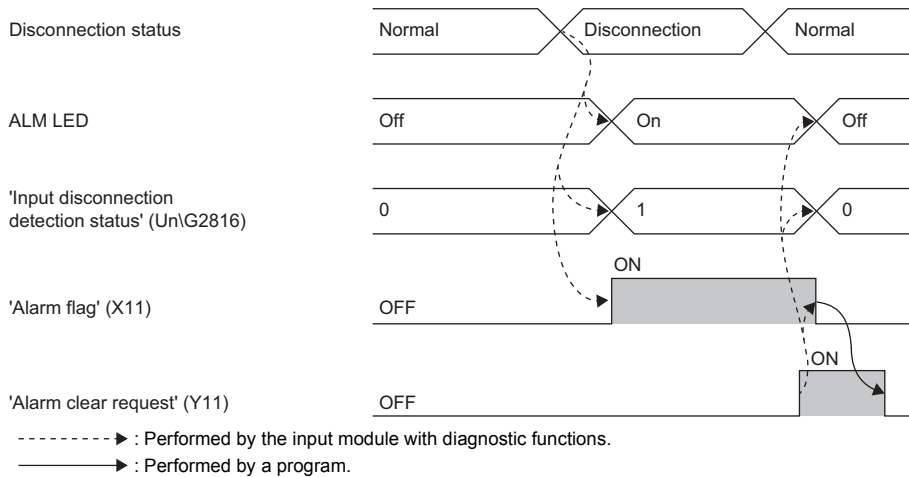 Disconnection status Normal Disconnection Normal
ALM LED Off On Off
'Input disconnection
detection status' (Un\G2816) 0 1 0
ON
'Alarm flag' (X11) OFF
ON
'Alarm clear request' (Y11) OFF
: Performed by the input module with diagnostic functions.
: Performed by a program.